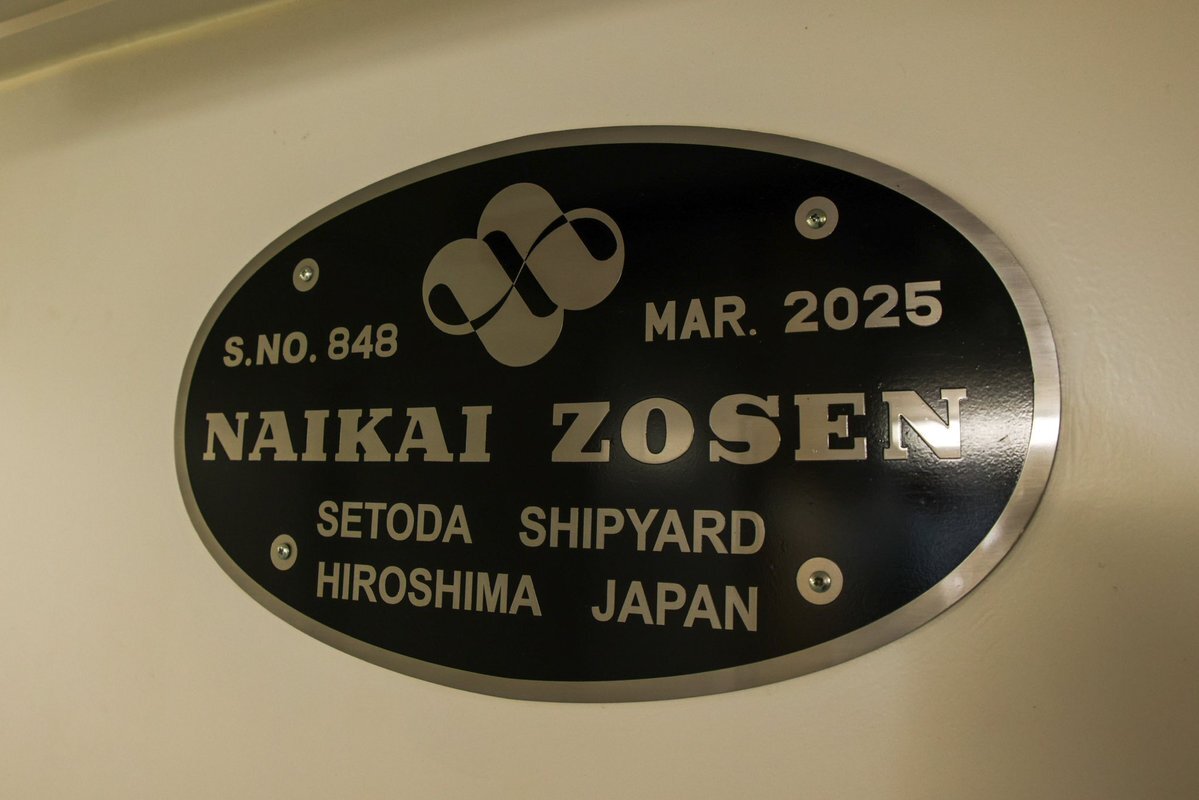 S.NO. 848
MAR. 2025
NAIKAI ZOSEN
SETODA SHIPYARD
HIROSHIMA JAPAN